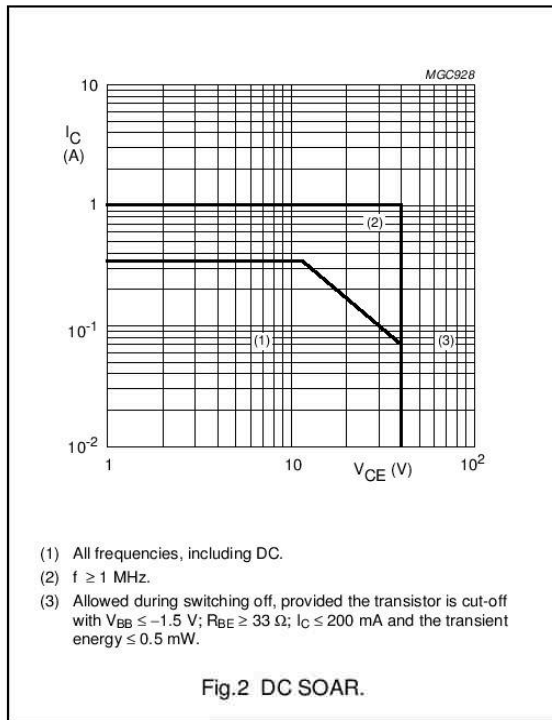 MGC928
10
I_C
(A)
1
(2)
10^-1
(1)
(3)
10^-2
1
10
V_CE (V)
10^2
(1) All frequencies, including DC.
(2) f ≥ 1 MHz.
(3) Allowed during switching off, provided the transistor is cut-off
with V_BB ≤ −1.5 V; R_BE ≥ 33 Ω; I_C ≤ 200 mA and the transient
energy ≤ 0.5 mW.
Fig.2 DC SOAR.